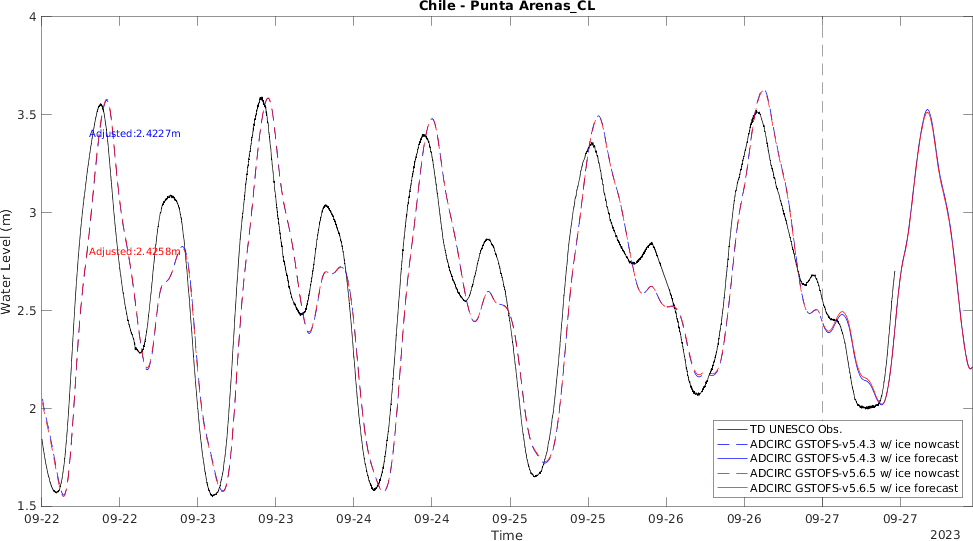 Chile - Punta Arenas_CL
4
3.5
3
2.5
2
1.5
Water Level (m)
Adjusted:2.4227m
Adjusted:2.4258m
TD UNESCO Obs.
ADCIRC GSTOFS-v5.4.3 w/ ice nowcast
ADCIRC GSTOFS-v5.4.3 w/ ice forecast
ADCIRC GSTOFS-v5.6.5 w/ ice nowcast
ADCIRC GSTOFS-v5.6.5 w/ ice forecast
09-22 09-22 09-23 09-23 09-24 09-24 09-25 09-25 09-26 09-26 09-27 09-27
Time
2023